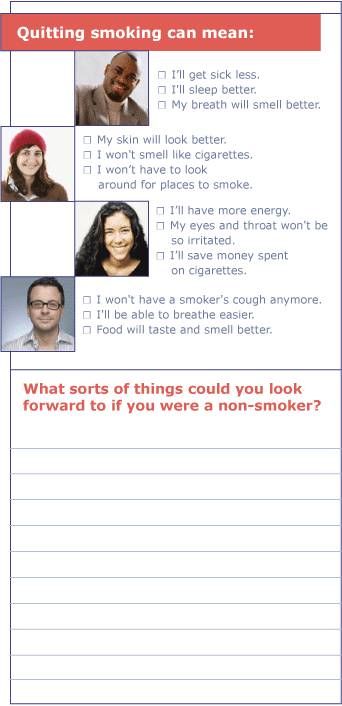 Quitting smoking can mean:
☐ I’ll get sick less.
☐ I'll sleep better.
☐ My breath will smell better.
☐ My skin will look better.
☐ I won't smell like cigarettes.
☐ I won’t have to look
around for places to smoke.
☐ I’ll have more energy.
☐ My eyes and throat won't be
so irritated.
☐ I’ll save money spent
on cigarettes.
☐ I won't have a smoker's cough anymore.
☐ I'll be able to breathe easier.
☐ Food will taste and smell better.
What sorts of things could you look
forward to if you were a non-smoker?